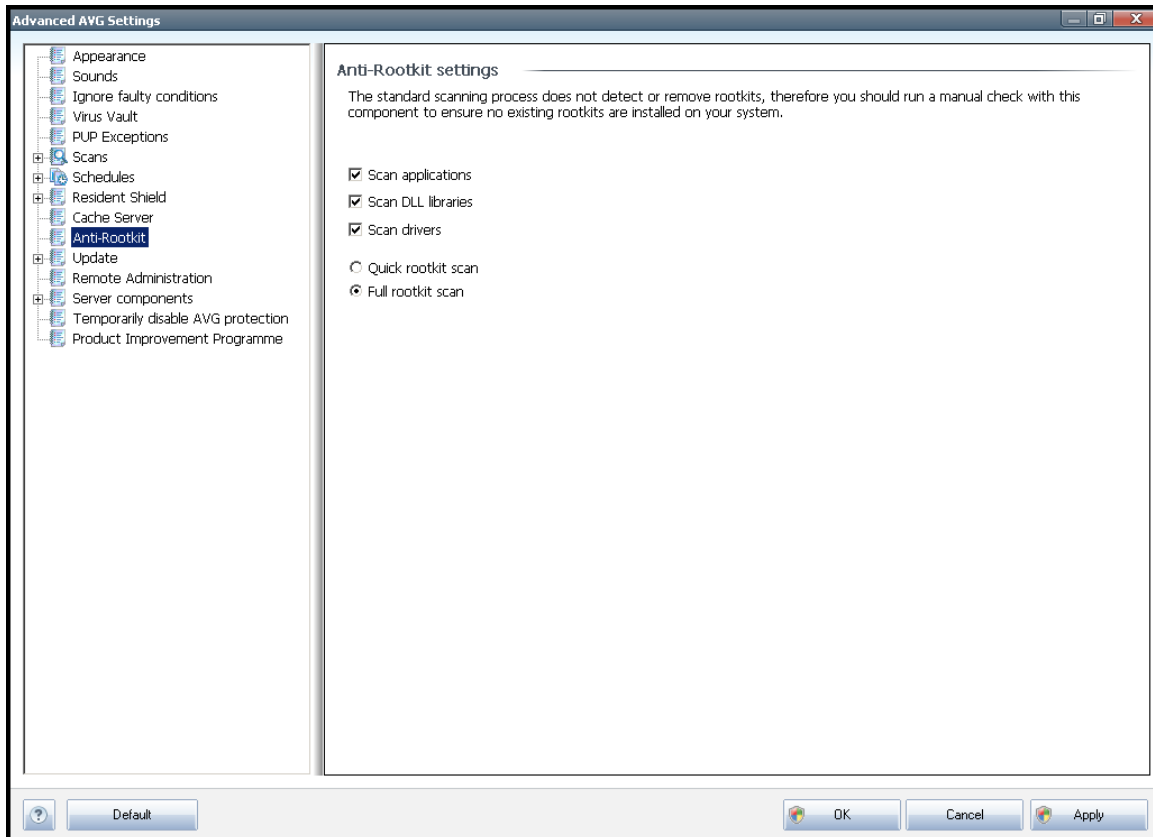 Advanced AVG Settings
Appearance
Sounds
Ignore faulty conditions
Virus Vault
PUP Exceptions
Scans
Schedules
Resident Shield
Cache Server
Anti-Rootkit
Update
Remote Administration
Server components
Temporarily disable AVG protection
Product Improvement Programme
Anti-Rootkit settings
The standard scanning process does not detect or remove rootkits, therefore you should run a manual check with this
component to ensure no existing rootkits are installed on your system.
Scan applications
Scan DLL libraries
Scan drivers
Quick rootkit scan
Full rootkit scan
? Default OK Cancel Apply